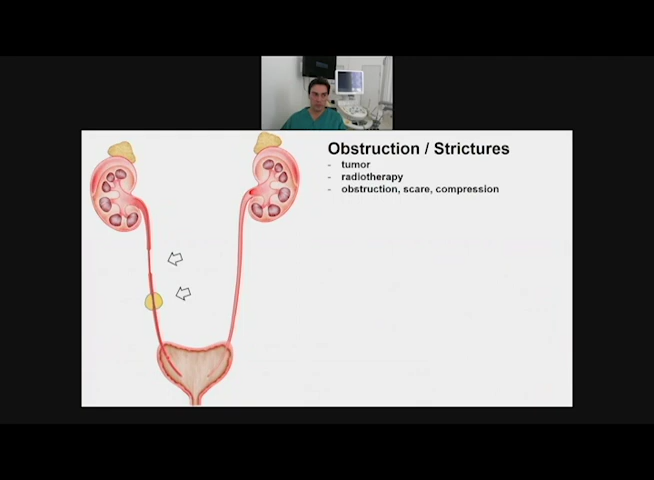 Obstruction / Strictures
- tumor
- radiotherapy
- obstruction, scare, compression